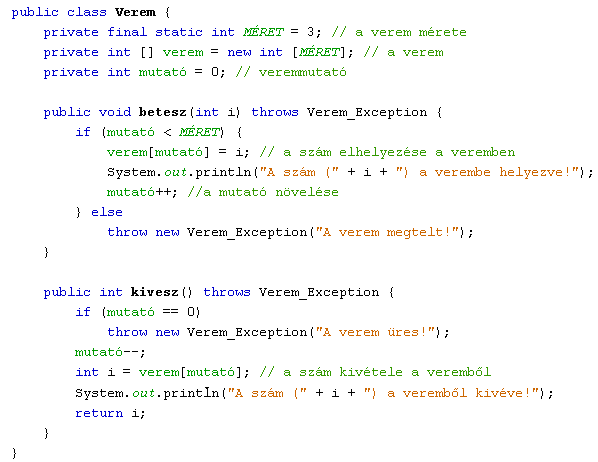 public class Verem {
    private final static int MÉRET = 3; // a verem mérete
    private int [] verem = new int [MÉRET]; // a verem
    private int mutató = 0; // veremmutató

    public void betesz(int i) throws Verem_Exception {
        if (mutató < MÉRET) {
            verem[mutató] = i; // a szám elhelyezése a veremben
            System.out.println("A szám (" + i + ") a verembe helyezve!");
            mutató++; //a mutató növelése
        } else
            throw new Verem_Exception("A verem megtelt!");
    }

    public int kivesz() throws Verem_Exception {
        if (mutató == 0)
            throw new Verem_Exception("A verem üres!");
        mutató--;
        int i = verem[mutató]; // a szám kivétele a veremből
        System.out.println("A szám (" + i + ") a veremből kivéve!");
        return i;
    }
}